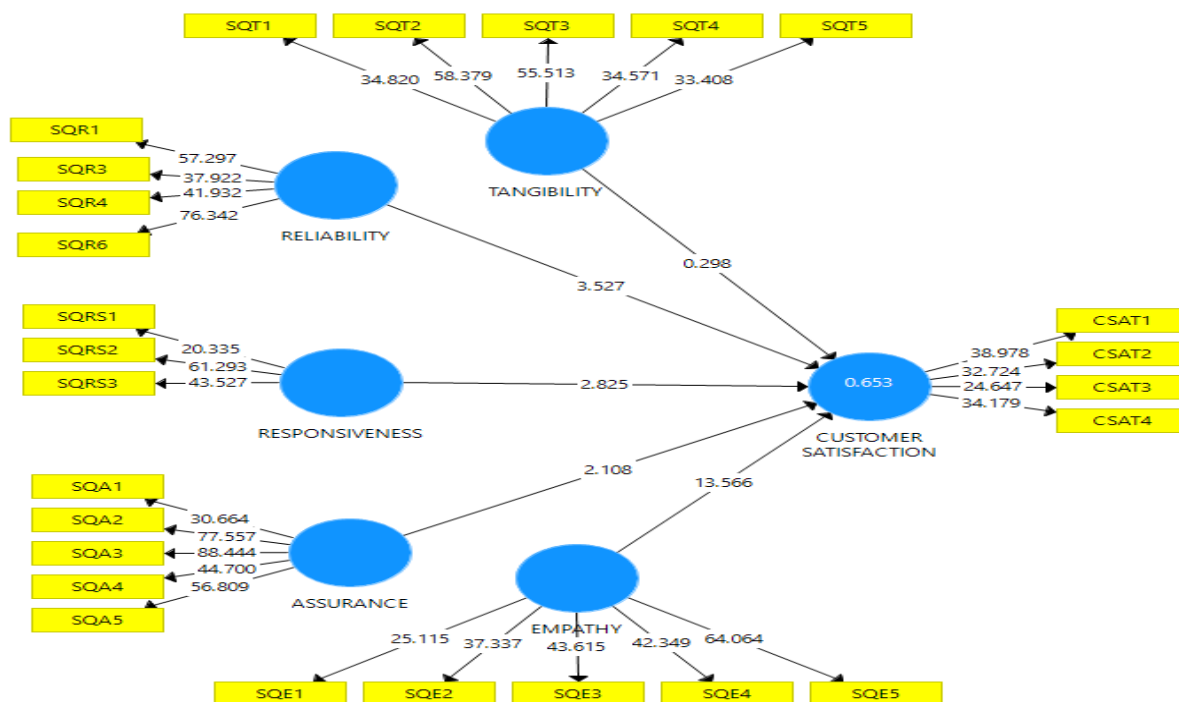 SQT1
SQT2
SQT3
SQT4
SQT5
34.820
58.379
55.513
34.571
33.408
TANGIBILITY
SQR1
SQR3
SQR4
SQR6
57.297
37.922
41.932
76.342
RELIABILITY
0.298
3.527
SQRS1
SQRS2
SQRS3
20.335
61.293
43.527
RESPONSIVENESS
2.825
0.653
CUSTOMER
SATISFACTION
38.978
32.724
24.647
34.179
CSAT1
CSAT2
CSAT3
CSAT4
2.108
13.566
SQA1
SQA2
SQA3
SQA4
SQA5
30.664
77.557
88.444
44.700
56.809
ASSURANCE
EMPATHY
25.115
37.337
43.615
42.349
64.064
SQE1
SQE2
SQE3
SQE4
SQE5